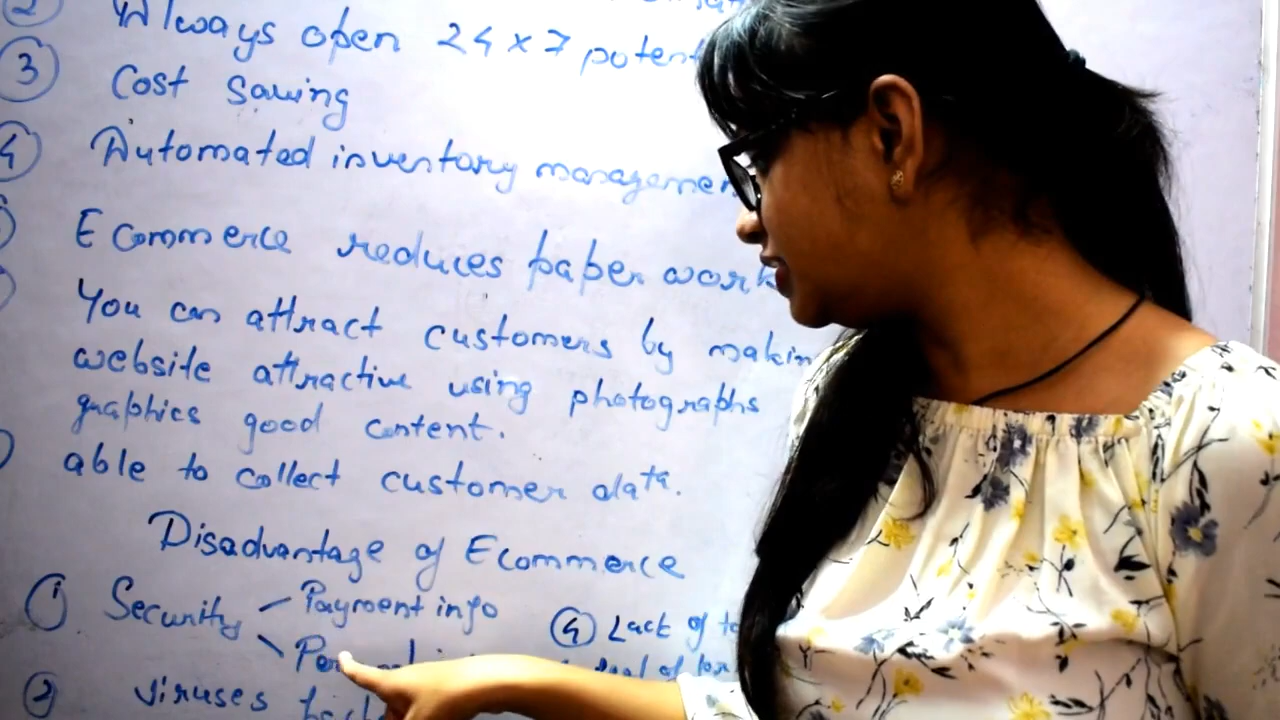 2 Always open 24 x 7
3 Cost Saving
4 Automated inventory
Ecommerce reduces paper work
You can attract customers by
website attractive using photographs
graphics good content.
able to collect customer data.
Disadvantage of Ecommerce
1 Security - Payment info
4 Lack of
2 Viruses